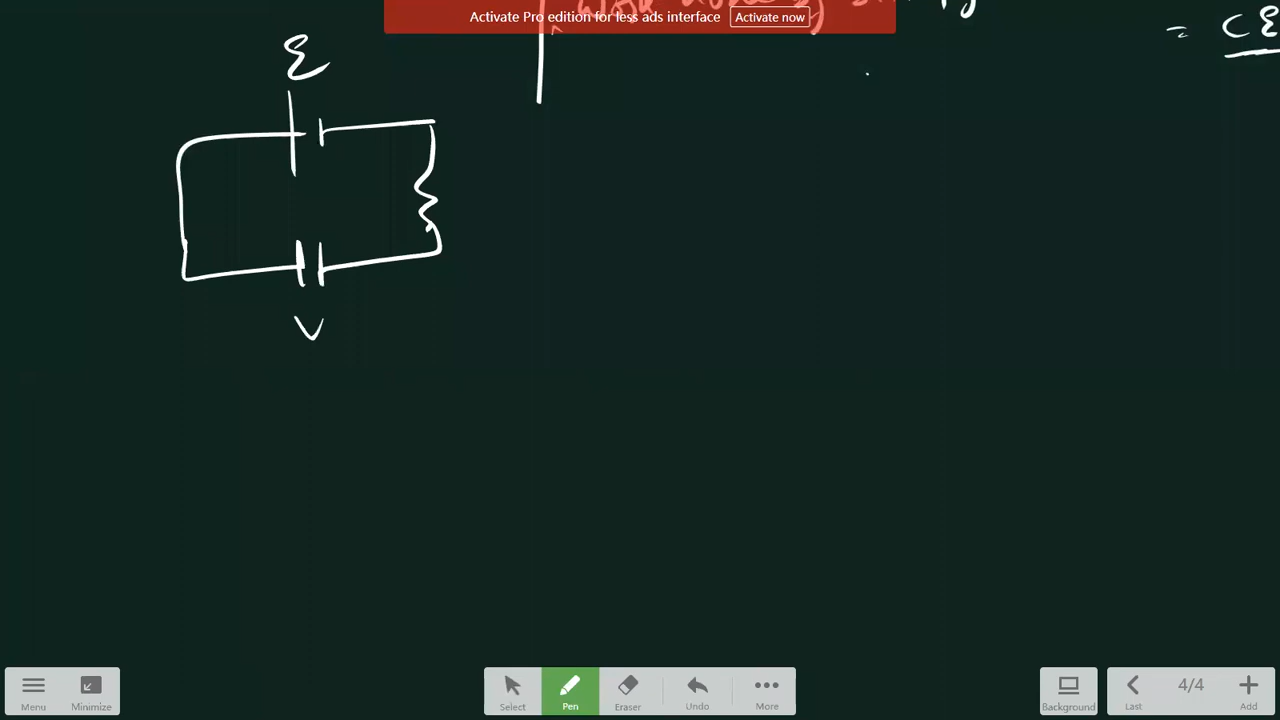 Activate Pro edition for less ads interface Activate now
= Cℰ
ℰ
V
Menu
Minimize
Select
Pen
Eraser
Undo
More
Background
Last
4/4
Add